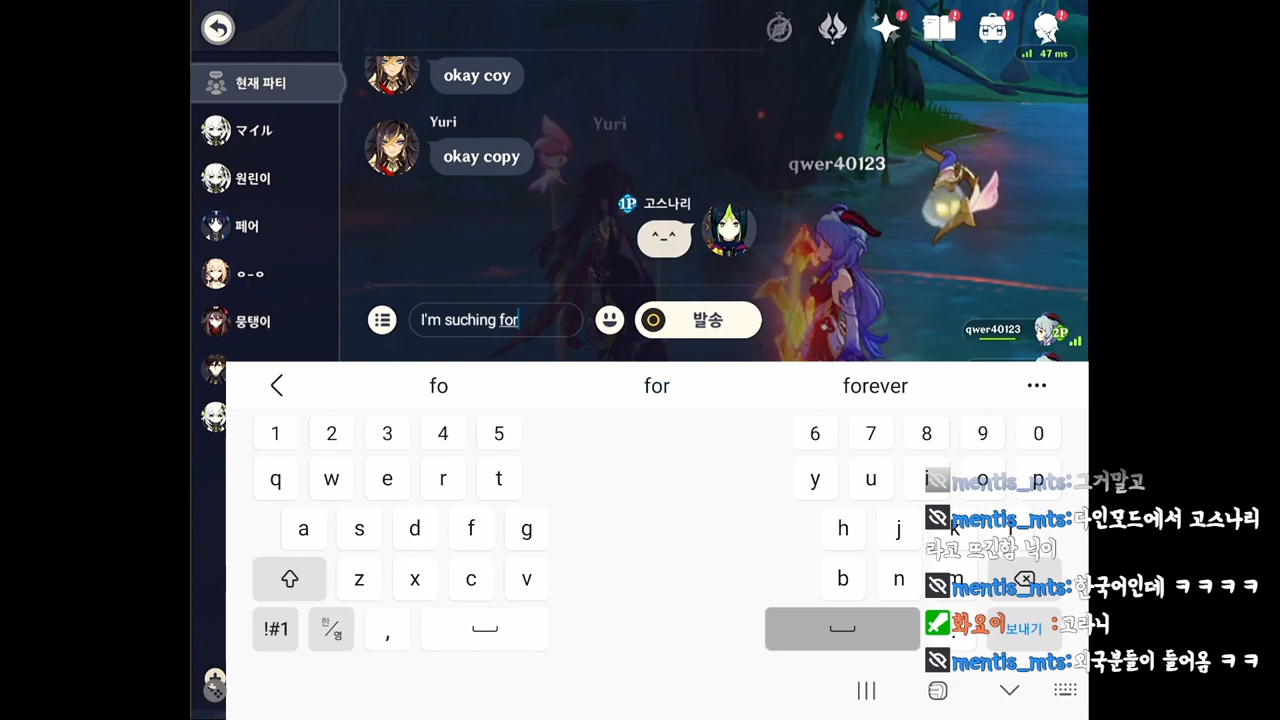 47 ms
현재 파티
マイル
원린이
페어
ㅇ-ㅇ
뭉탱이
okay coy
Yuri
okay copy
Yuri
qwer40123
1P 고스나리
^_^
I'm suching for
발송
qwer40123
2P
fo
for
forever
1 2 3 4 5 6 7 8 9 0
q w e r t y u i o p
a s d f g h j k l
z x c v b n m
!#1 한/영 , .
보내기
mentis_mts:그거말고
mentis_mts:다인모드에서 고스나리
라고 뜨긴함 닉이
mentis_mts:한국어인데 ㅋㅋㅋㅋ
화요이 :고라니
mentis_mts:외국분들이 들어옴 ㅋㅋ